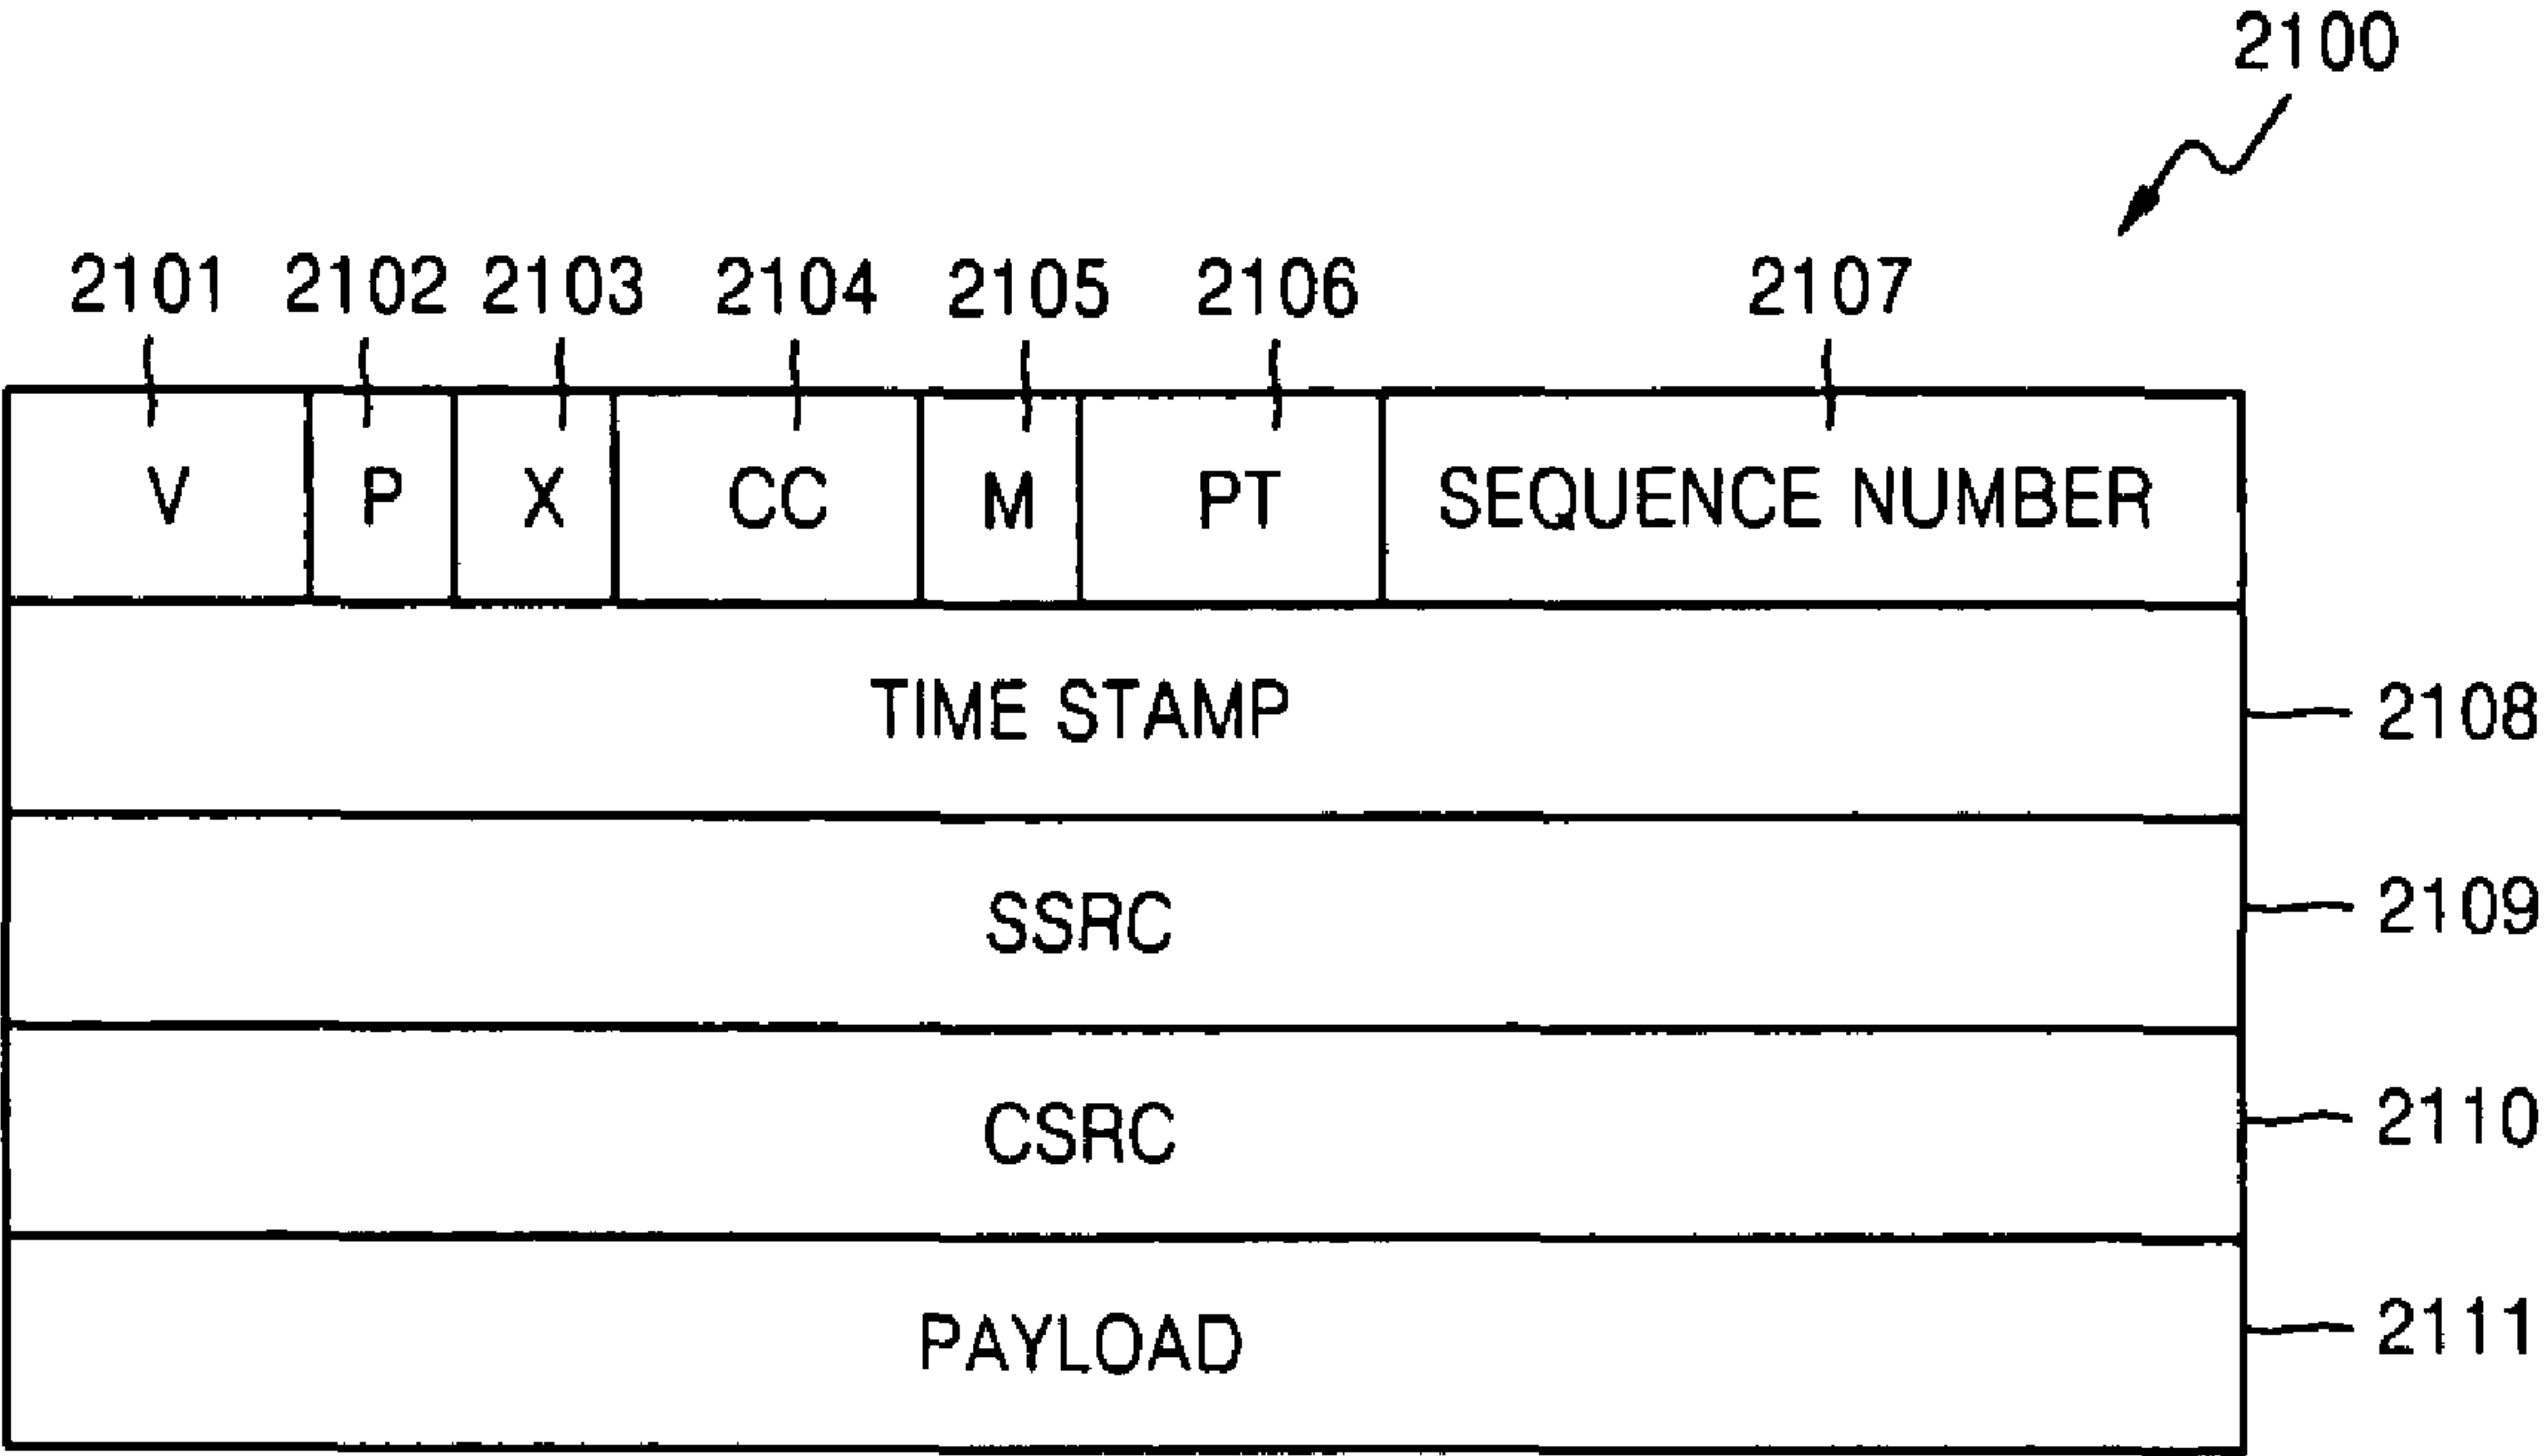 2100
2101 2102 2103 2104 2105 2106 2107
V P X CC M PT SEQUENCE NUMBER
TIME STAMP 2108
SSRC 2109
CSRC 2110
PAYLOAD 2111